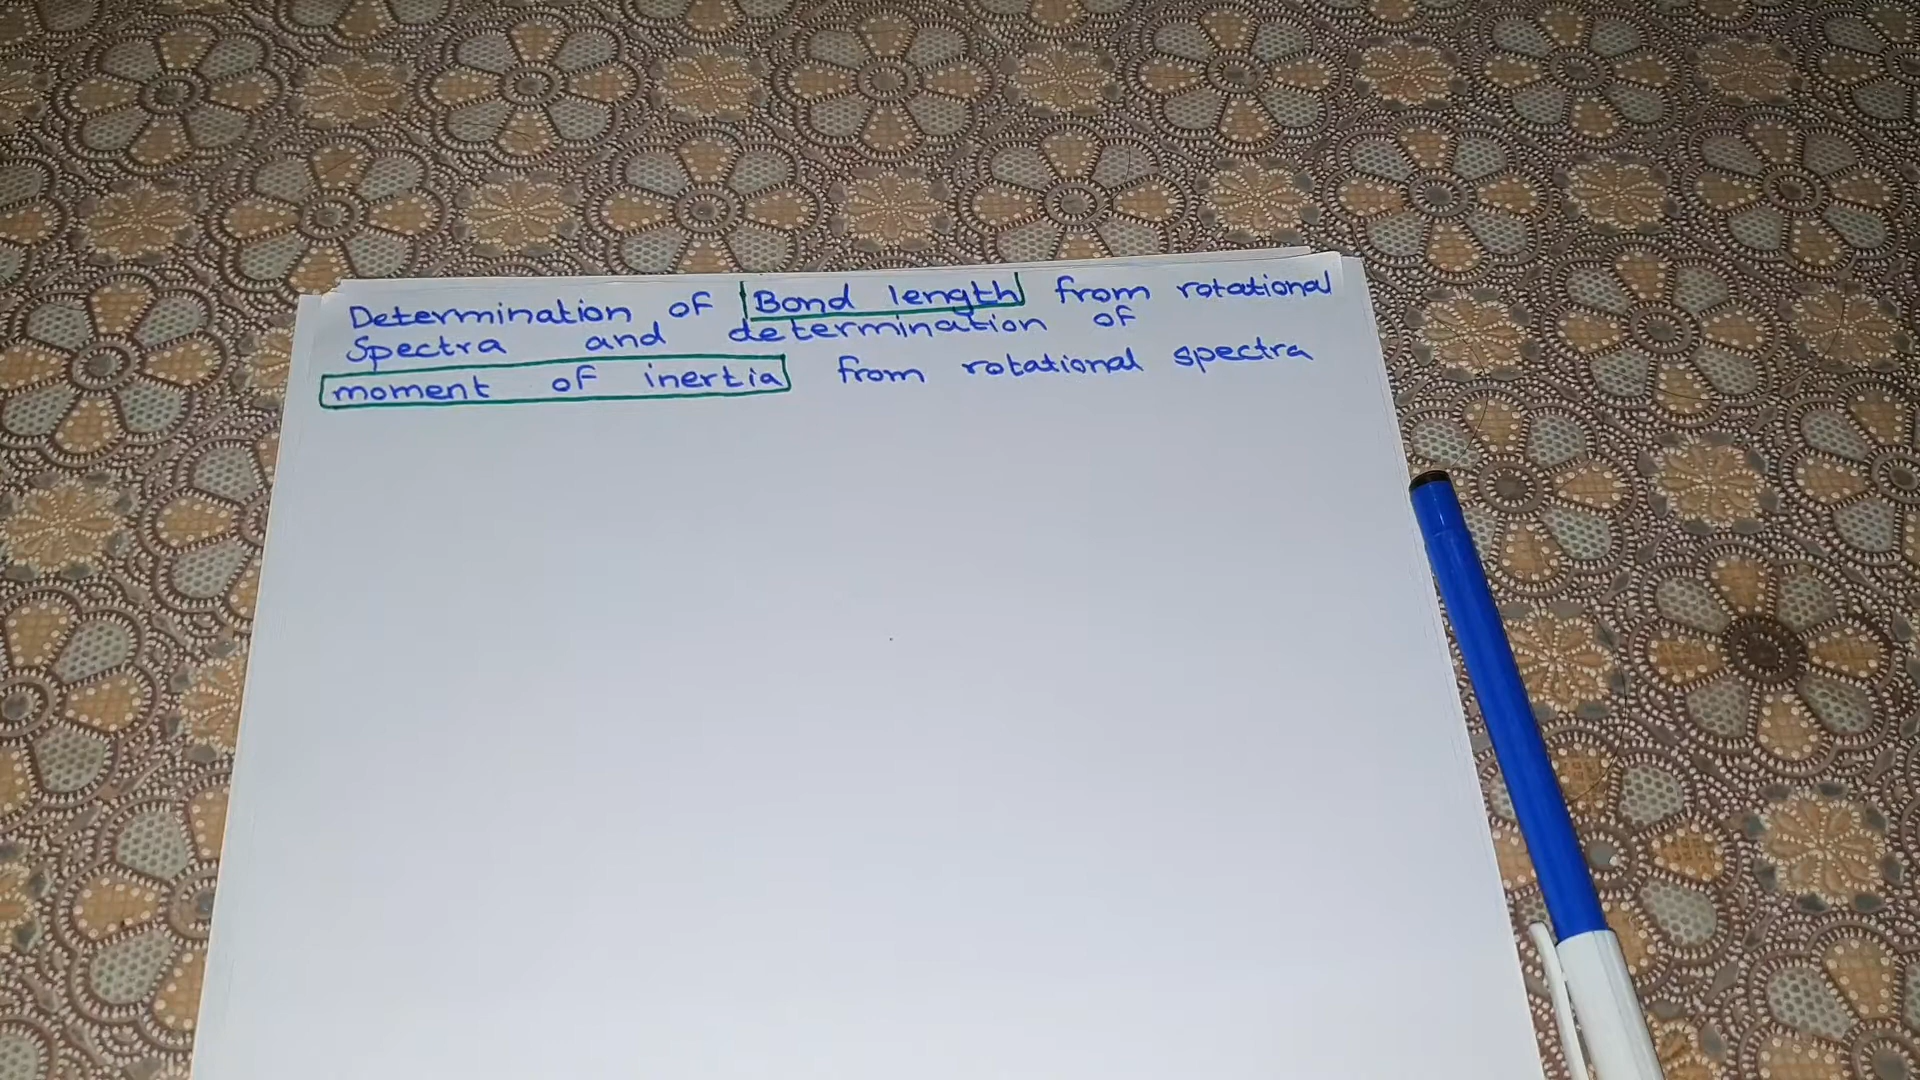 Determination of Bond length from rotational
Spectra and determination of
moment of inertia from rotational spectra